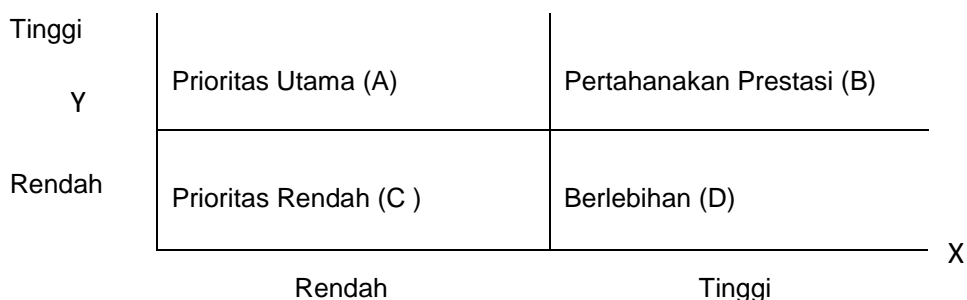 Tinggi
Prioritas Utama (A)
Pertahanakan Prestasi (B)
Y
Rendah
Prioritas Rendah (C )
Berlebihan (D)
X
Rendah
Tinggi